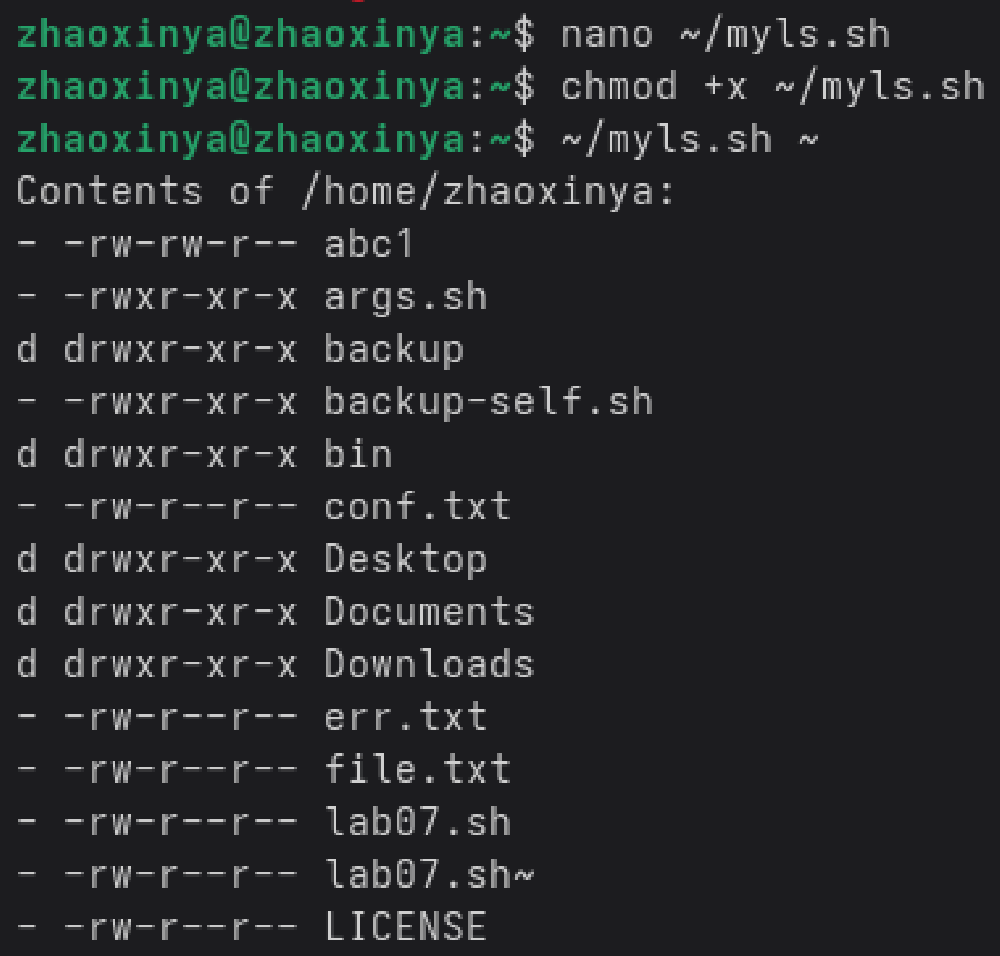 zhaoxinya@zhaoxinya:~$ nano ~/myls.sh
zhaoxinya@zhaoxinya:~$ chmod +x ~/myls.sh
zhaoxinya@zhaoxinya:~$ ~/myls.sh ~
Contents of /home/zhaoxinya:
- -rw-rw-r-- abc1
- -rwxr-xr-x args.sh
d drwxr-xr-x backup
- -rwxr-xr-x backup-self.sh
d drwxr-xr-x bin
- -rw-r--r-- conf.txt
d drwxr-xr-x Desktop
d drwxr-xr-x Documents
d drwxr-xr-x Downloads
- -rw-r--r-- err.txt
- -rw-r--r-- file.txt
- -rw-r--r-- lab07.sh
- -rw-r--r-- lab07.sh~
- -rw-r--r-- LICENSE